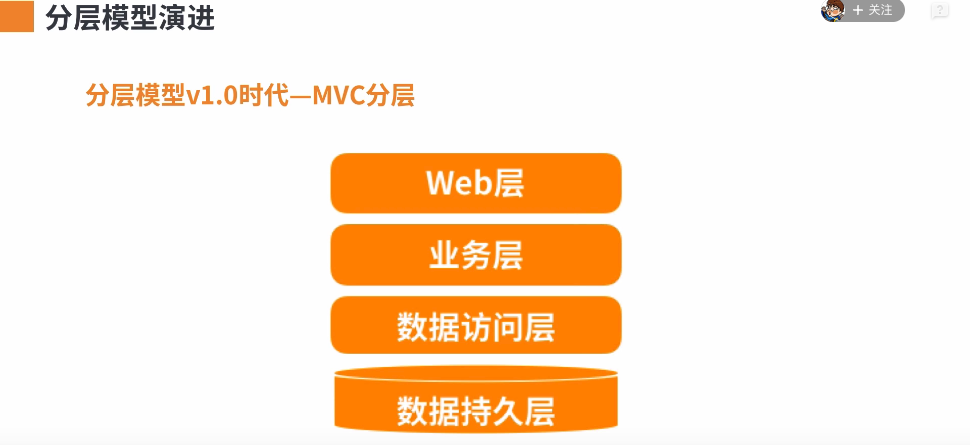 分层模型演进
+ 关注
?
分层模型v1.0时代—MVC分层
Web层
业务层
数据访问层
数据持久层